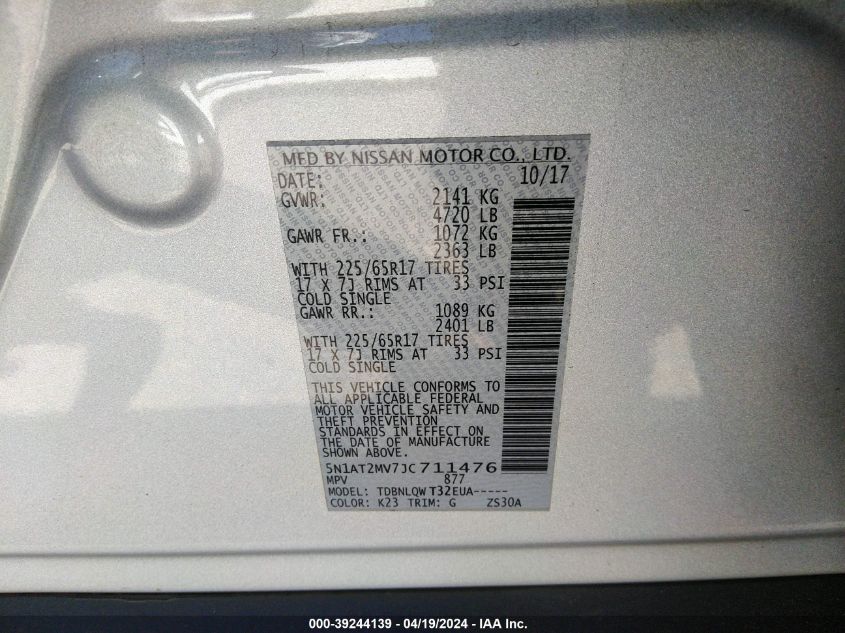 MFD BY NISSAN MOTOR CO., LTD.
DATE: 10/17
GVWR: 2141 KG
4720 LB
GAWR FR.: 1072 KG
2363 LB
WITH 225/65R17 TIRES
17 X 7J RIMS AT 33 PSI
COLD SINGLE
GAWR RR.: 1089 KG
2401 LB
WITH 225/65R17 TIRES
17 X 7J RIMS AT 33 PSI
COLD SINGLE
THIS VEHICLE CONFORMS TO
ALL APPLICABLE FEDERAL
MOTOR VEHICLE SAFETY AND
THEFT PREVENTION
STANDARDS IN EFFECT ON
THE DATE OF MANUFACTURE
SHOWN ABOVE.
5N1AT2MV7JC711476
MPV 877
MODEL: TDBNLQWT32EUA-----
COLOR: K23 TRIM: G ZS30A
000-39244139 - 04/19/2024 - IAA Inc.